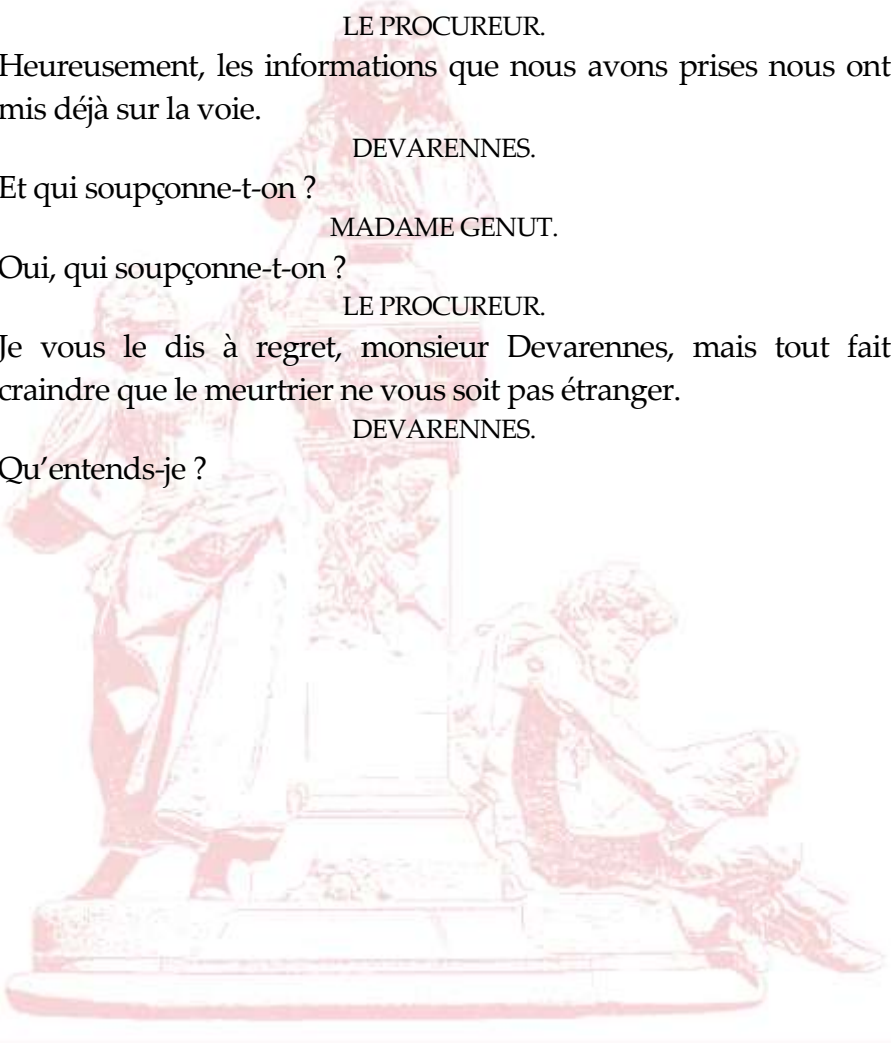 LE PROCUREUR.
Heureusement, les informations que nous avons prises nous ont
mis déjà sur la voie.
DEVARENNES.
Et qui soupçonne-t-on ?
MADAME GENUT.
Oui, qui soupçonne-t-on ?
LE PROCUREUR.
Je vous le dis à regret, monsieur Devarennes, mais tout fait
craindre que le meurtrier ne vous soit pas étranger.
DEVARENNES.
Qu’entends-je ?